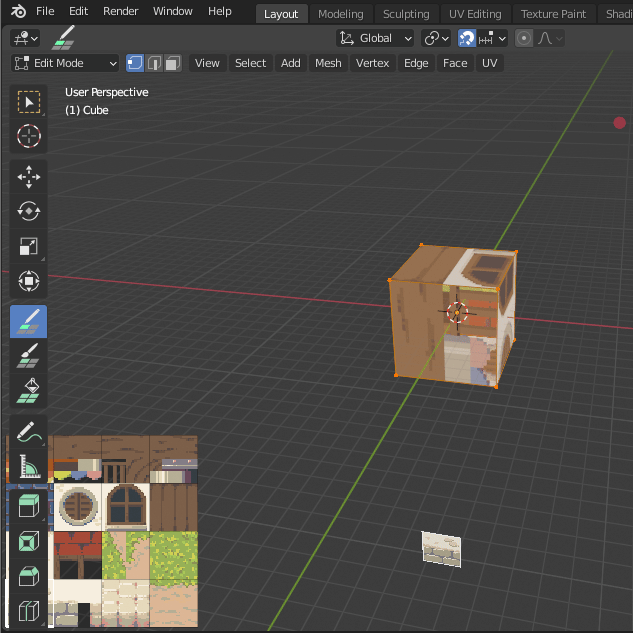 File Edit Render Window Help Layout Modeling Sculpting UV Editing Texture Paint Shadi
Global
Edit Mode View Select Add Mesh Vertex Edge Face UV
User Perspective
(1) Cube